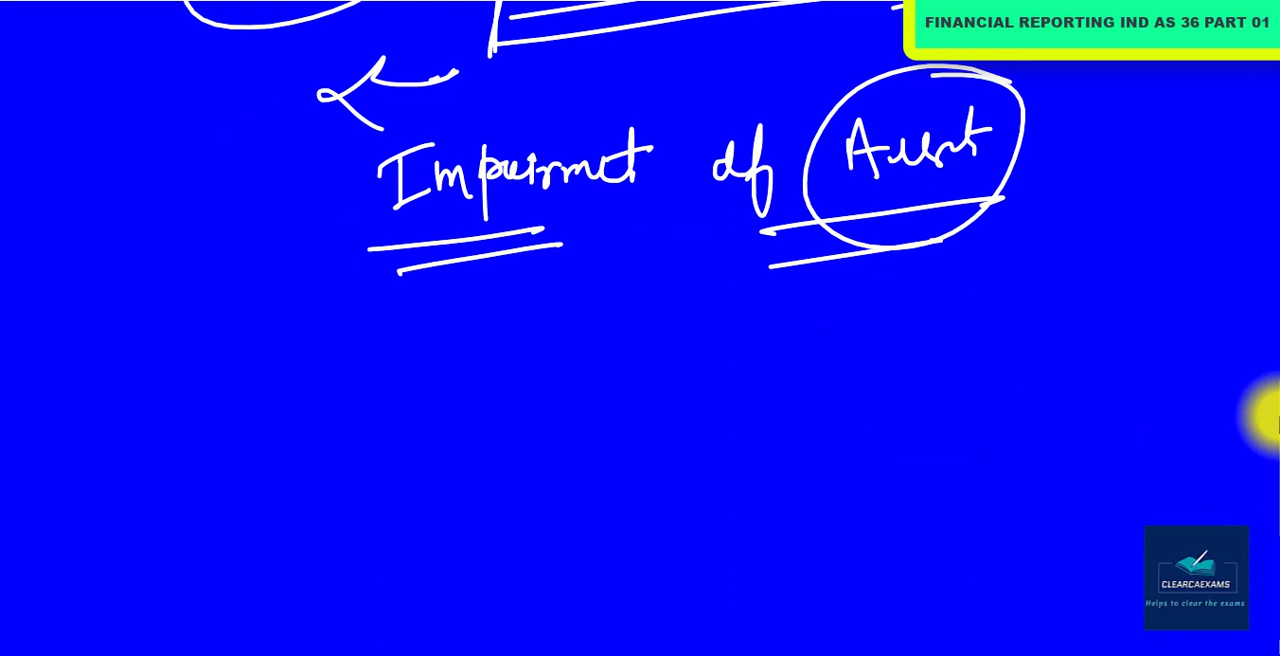 FINANCIAL REPORTING IND AS 36 PART 01
Impairment of Asset
CLEARCAEXAMS
Helps to clear the exams